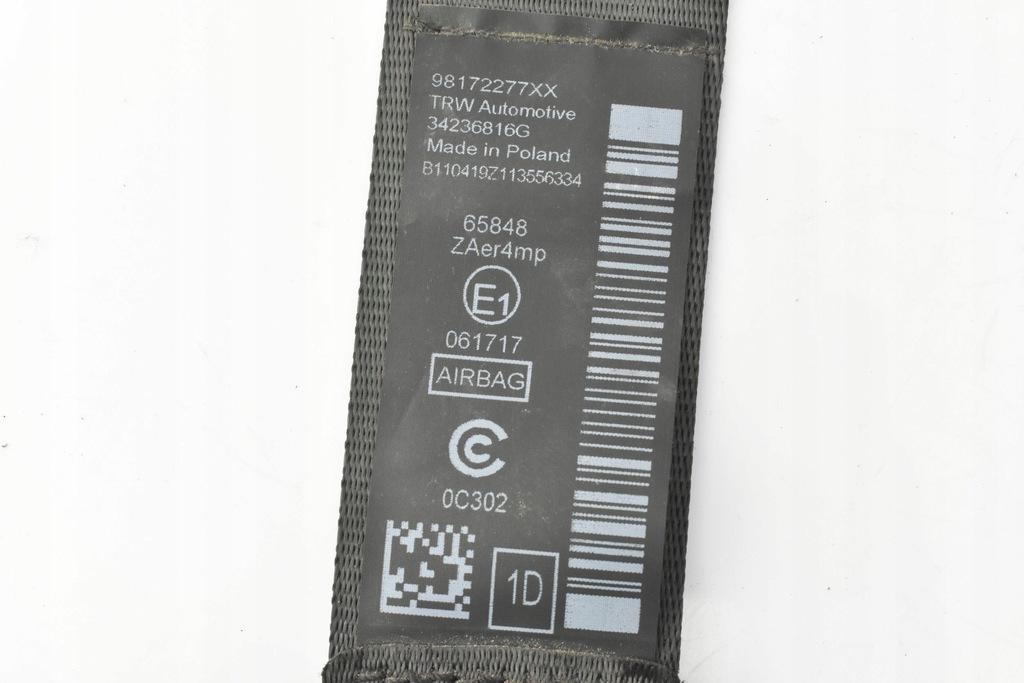 98172277XX
TRW Automotive
34236816G
Made in Poland
B110419Z113556334
65848
ZAer4mp
E1
061717
AIRBAG
0C302
1D